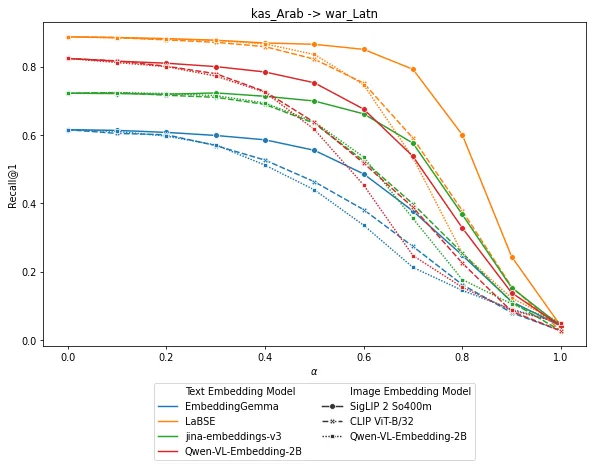 kas_Arab -> war_Latn
Recall@1
0.8
0.6
0.4
0.2
0.0
0.0 0.2 0.4 0.6 0.8 1.0
α
Text Embedding Model Image Embedding Model
EmbeddingGemma SigLIP 2 So400m
LaBSE CLIP ViT-B/32
jina-embeddings-v3 Qwen-VL-Embedding-2B
Qwen-VL-Embedding-2B